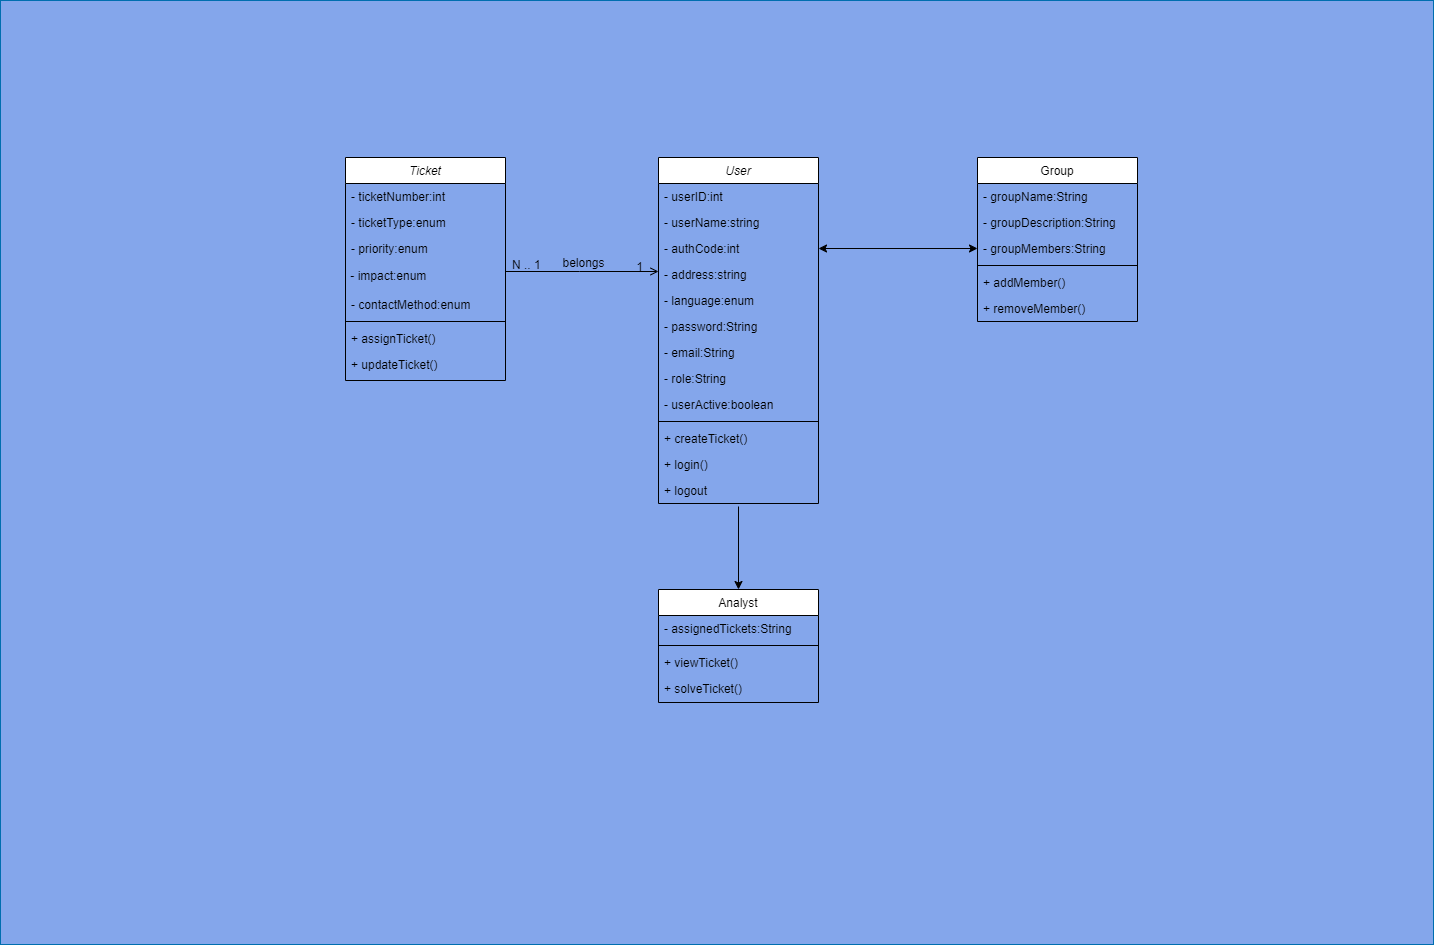 Ticket
- ticketNumber:int
- ticketType:enum
- priority:enum
- impact:enum
- contactMethod:enum
+ assignTicket()
+ updateTicket()
N .. 1
belongs
1
User
- userID:int
- userName:string
- authCode:int
- address:string
- language:enum
- password:String
- email:String
- role:String
- userActive:boolean
+ createTicket()
+ login()
+ logout
Group
- groupName:String
- groupDescription:String
- groupMembers:String
+ addMember()
+ removeMember()
Analyst
- assignedTickets:String
+ viewTicket()
+ solveTicket()